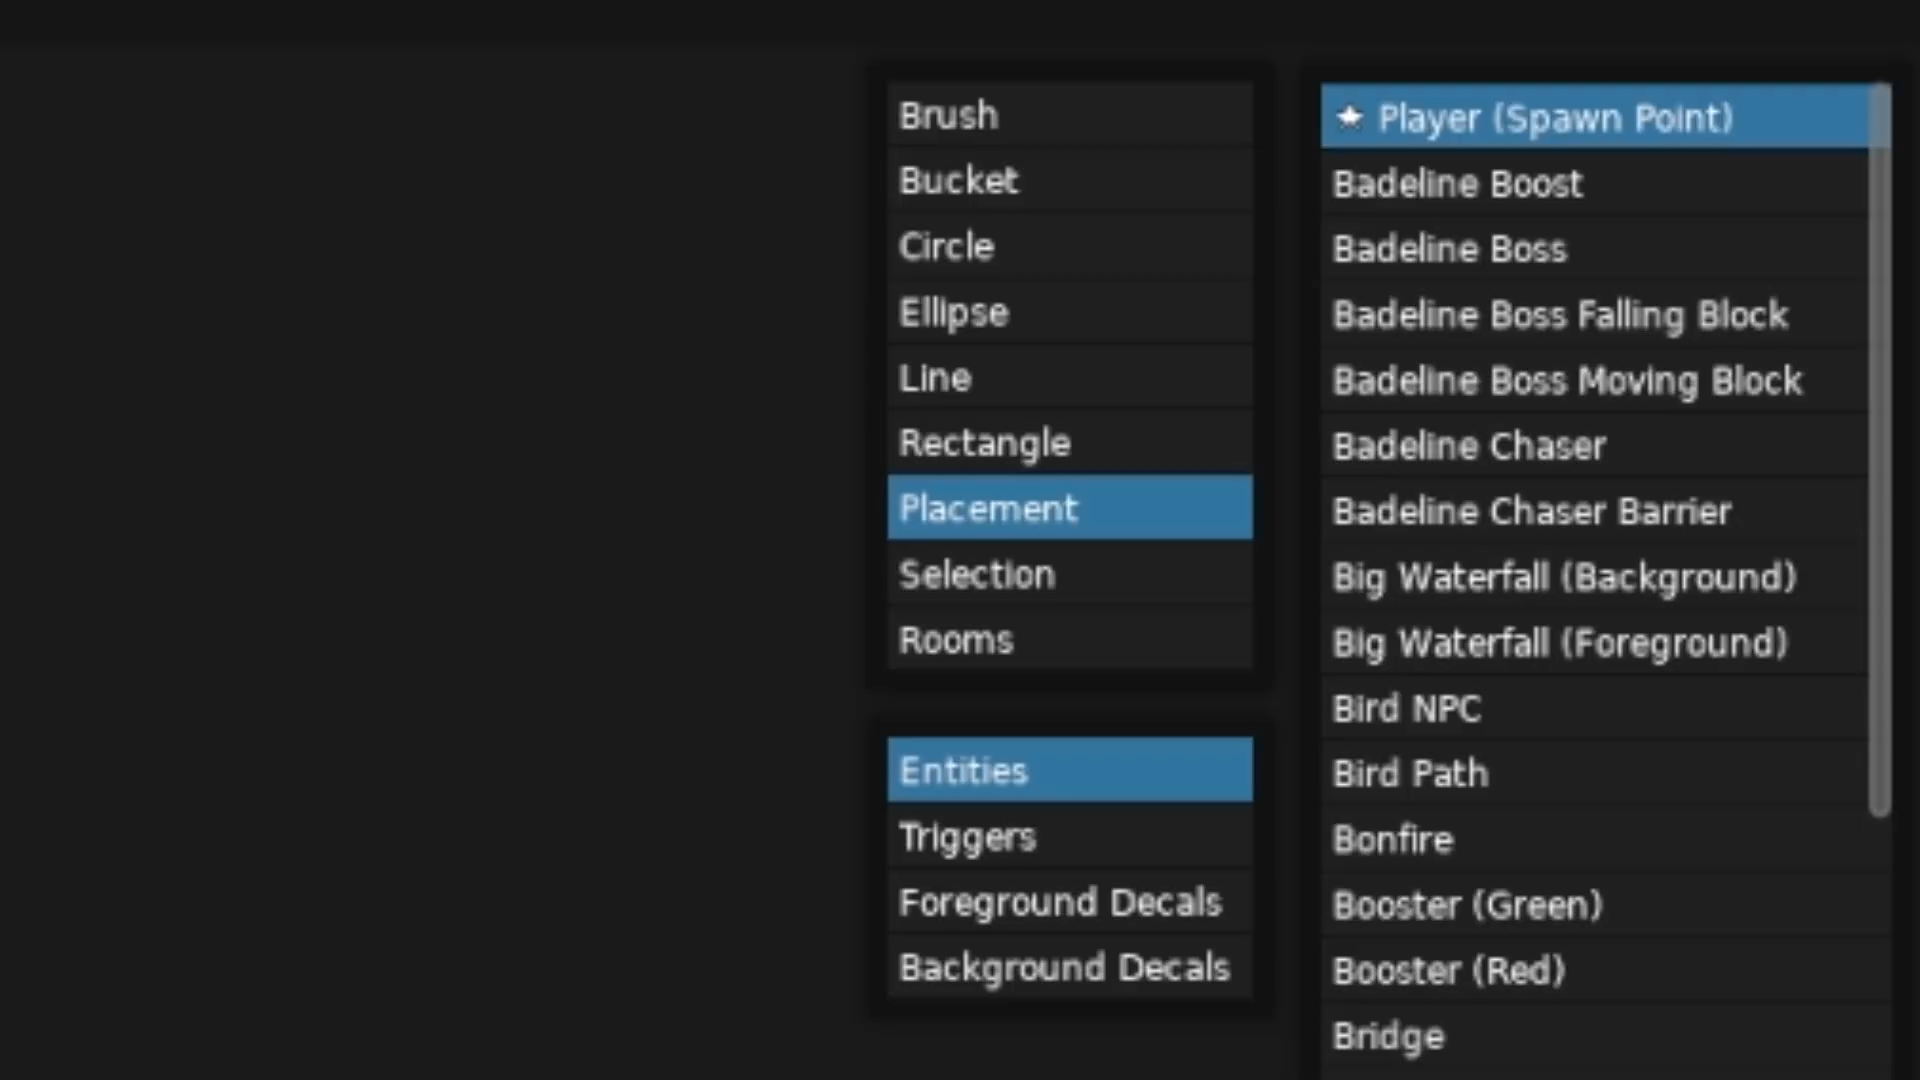 Brush
Bucket
Circle
Ellipse
Line
Rectangle
Placement
Selection
Rooms
Entities
Triggers
Foreground Decals
Background Decals
Player (Spawn Point)
Badeline Boost
Badeline Boss
Badeline Boss Falling Block
Badeline Boss Moving Block
Badeline Chaser
Badeline Chaser Barrier
Big Waterfall (Background)
Big Waterfall (Foreground)
Bird NPC
Bird Path
Bonfire
Booster (Green)
Booster (Red)
Bridge